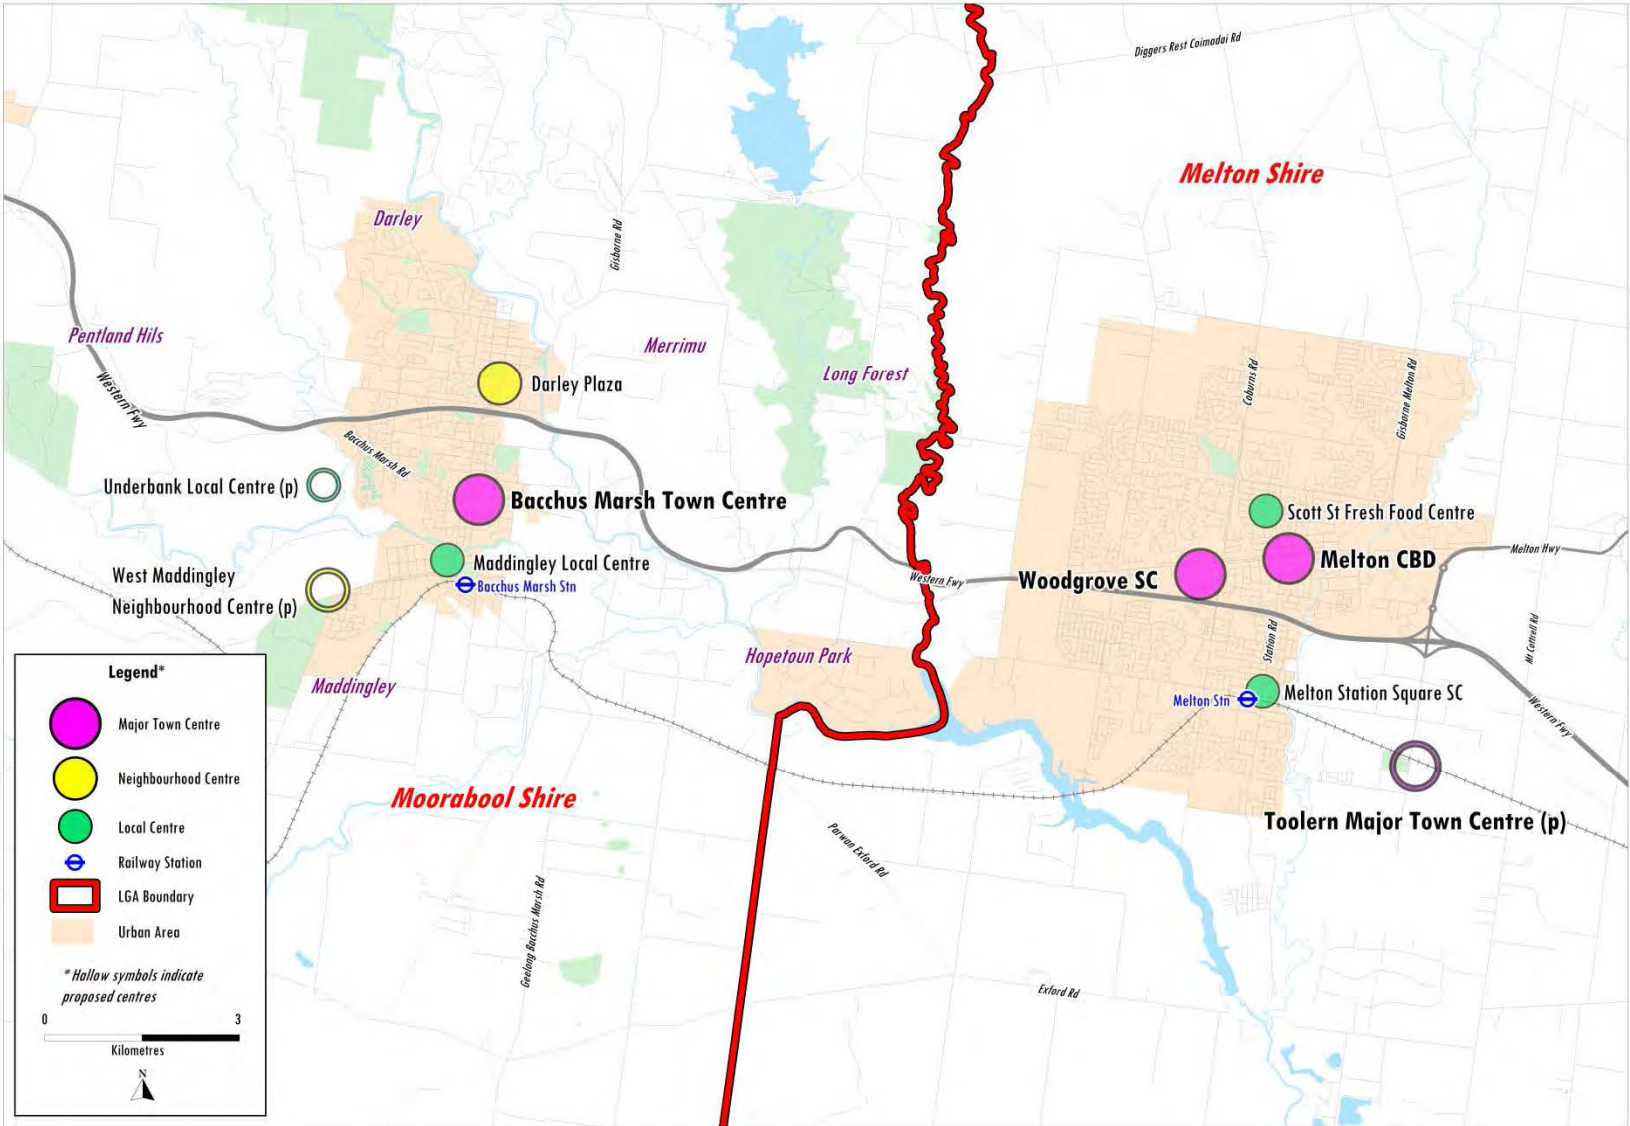 Diggers Rest Coimadai Rd
Melton Shire
Darley
Gisborne Rd
Pentland Hils
Merrimu
Long Forest
Western Fwy
Darley Plaza
Coburns Rd
Gisborne Melton Rd
Bacchus Marsh Rd
Underbank Local Centre (p)
Bacchus Marsh Town Centre
Scott St Fresh Food Centre
Melton Hwy
Maddingley Local Centre
Bacchus Marsh Stn
West Maddingley
Neighbourhood Centre (p)
Western Fwy
Woodgrove SC
Melton CBD
Station Rd
Mt Cottrell Rd
Hopetoun Park
Maddingley
Melton Stn
Melton Station Square SC
Western Fwy
Moorabool Shire
Toolern Major Town Centre (p)
Parwan Exford Rd
Geelong Bacchus Marsh Rd
Exford Rd
Legend*
Major Town Centre
Neighbourhood Centre
Local Centre
Railway Station
LGA Boundary
Urban Area
* Hallow symbols indicate
proposed centres
0 3
Kilometres
N